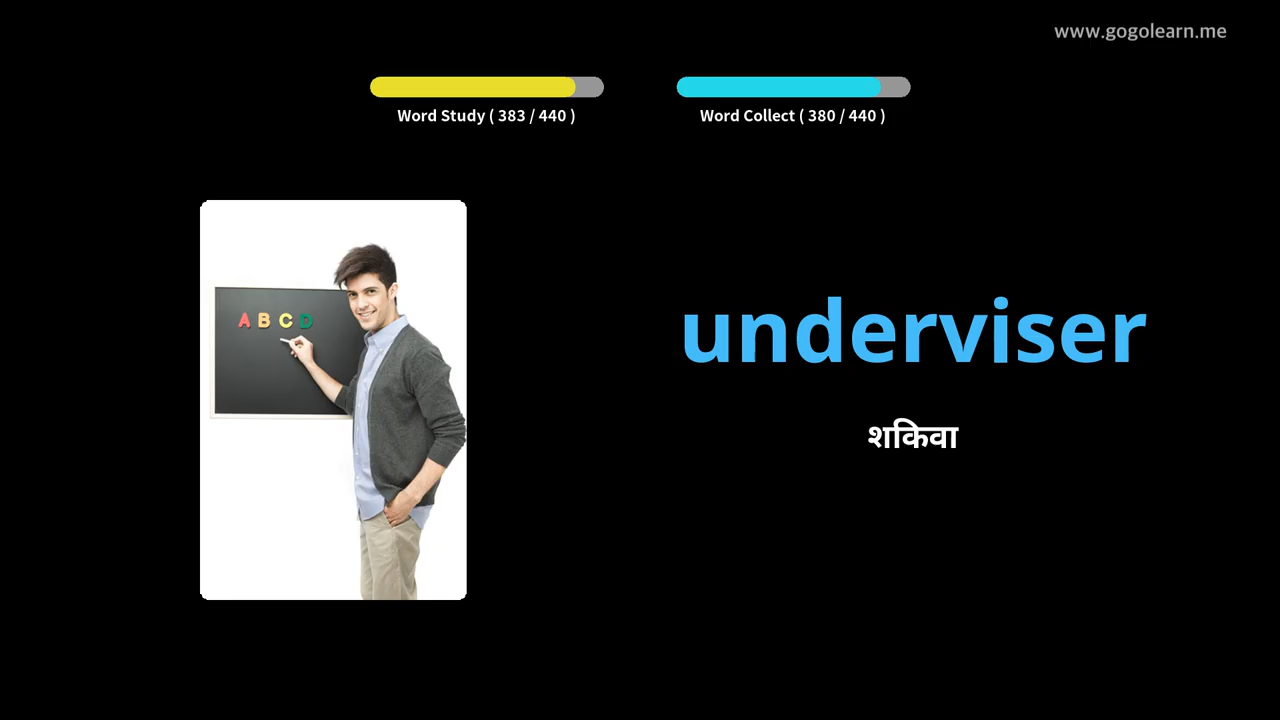 www.gogolearn.me
Word Study ( 383 / 440 )
Word Collect ( 380 / 440 )
A B C D
underviser
शकिवा